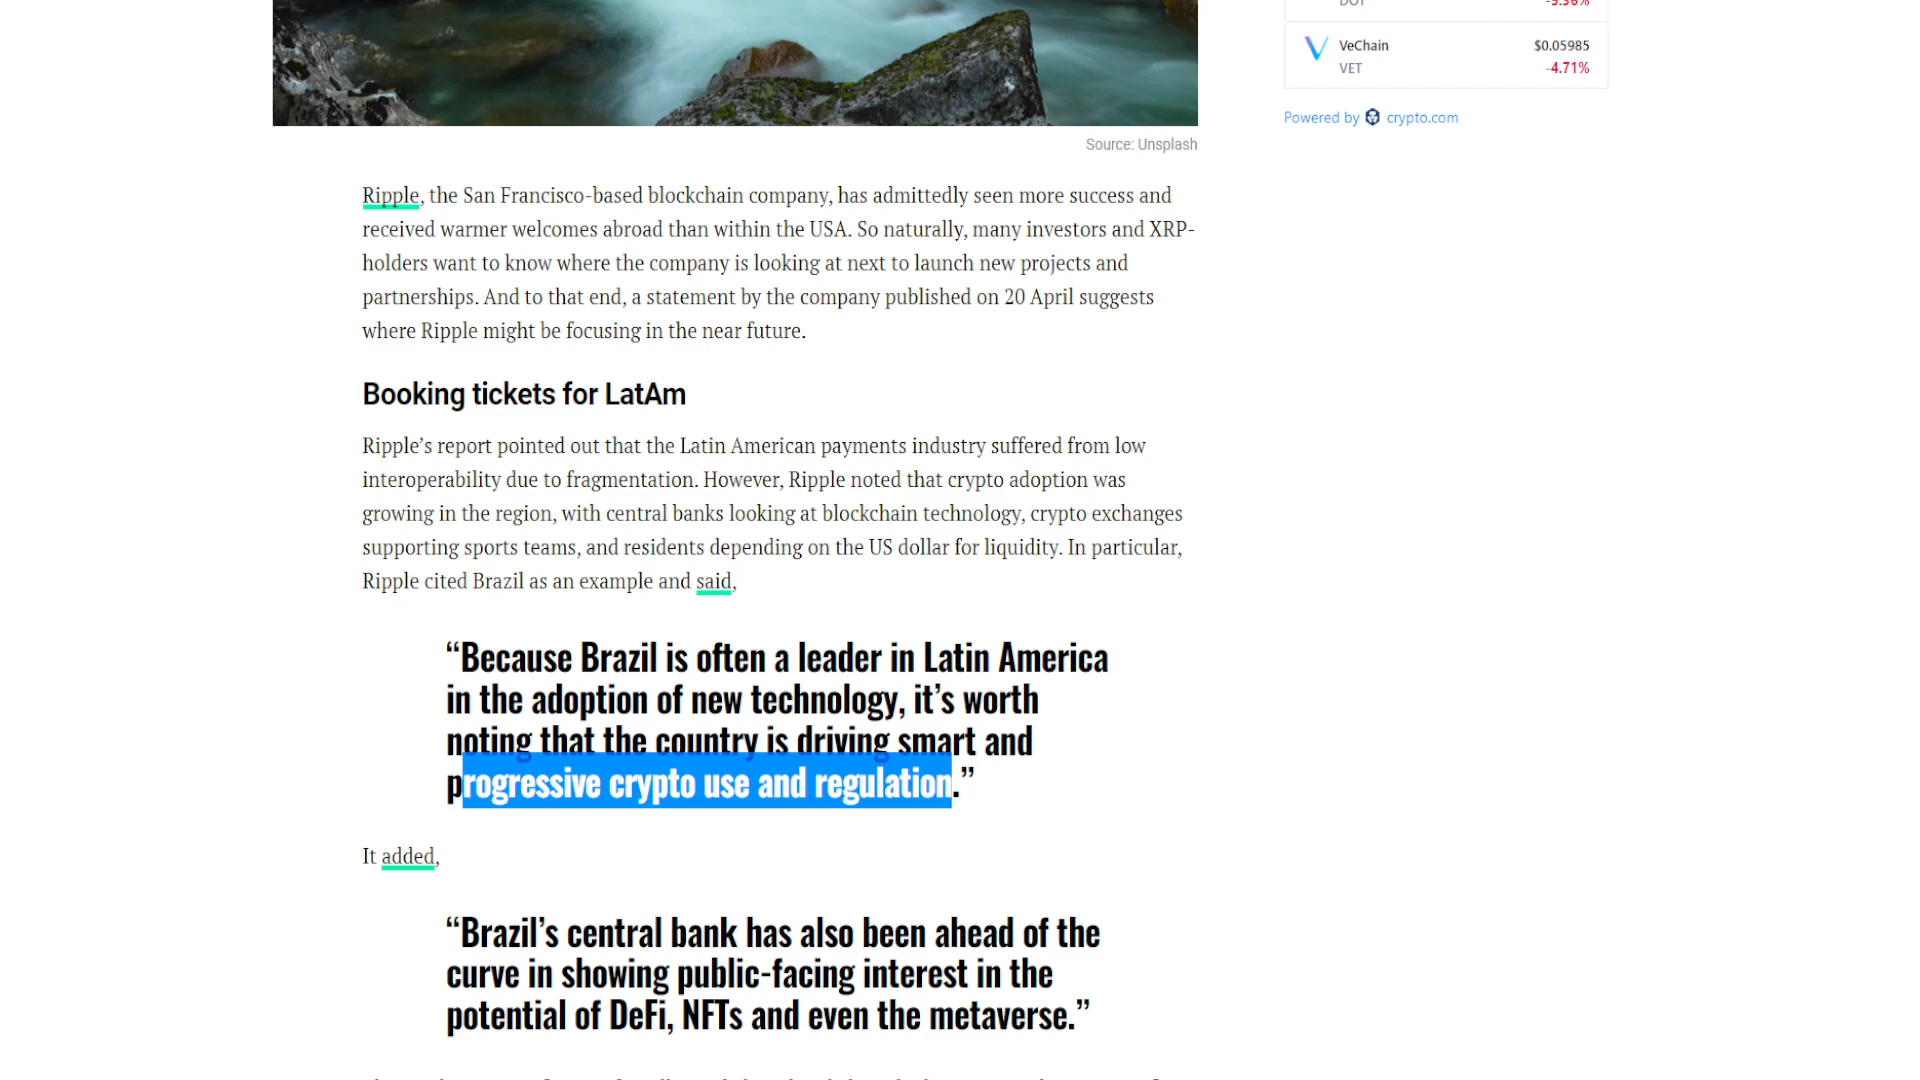 DOT -5.56%
VeChain $0.05985
VET -4.71%
Powered by crypto.com
Source: Unsplash
Ripple, the San Francisco-based blockchain company, has admittedly seen more success and
received warmer welcomes abroad than within the USA. So naturally, many investors and XRP-
holders want to know where the company is looking at next to launch new projects and
partnerships. And to that end, a statement by the company published on 20 April suggests
where Ripple might be focusing in the near future.
Booking tickets for LatAm
Ripple’s report pointed out that the Latin American payments industry suffered from low
interoperability due to fragmentation. However, Ripple noted that crypto adoption was
growing in the region, with central banks looking at blockchain technology, crypto exchanges
supporting sports teams, and residents depending on the US dollar for liquidity. In particular,
Ripple cited Brazil as an example and said,
“Because Brazil is often a leader in Latin America
in the adoption of new technology, it’s worth
noting that the country is driving smart and
progressive crypto use and regulation.”
It added,
“Brazil’s central bank has also been ahead of the
curve in showing public-facing interest in the
potential of DeFi, NFTs and even the metaverse.”